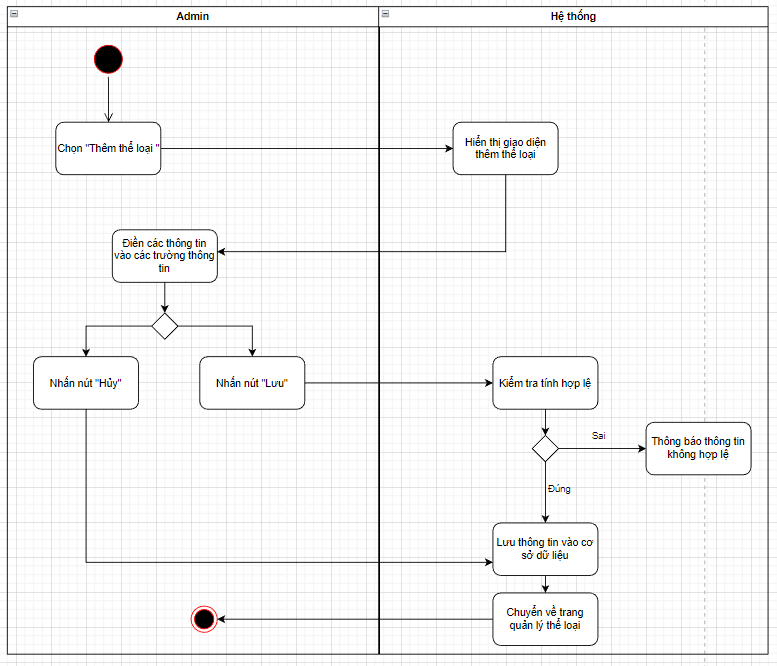 Admin
Hệ thống
Chọn "Thêm thể loại "
Hiển thị giao diện
thêm thể loại
Điền các thông tin
vào các trường thông
tin
Nhấn nút "Hủy"
Nhấn nút "Lưu"
Kiểm tra tính hợp lệ
Sai
Thông báo thông tin
không hợp lệ
Đúng
Lưu thông tin vào cơ
sở dữ liệu
Chuyển về trang
quản lý thể loại